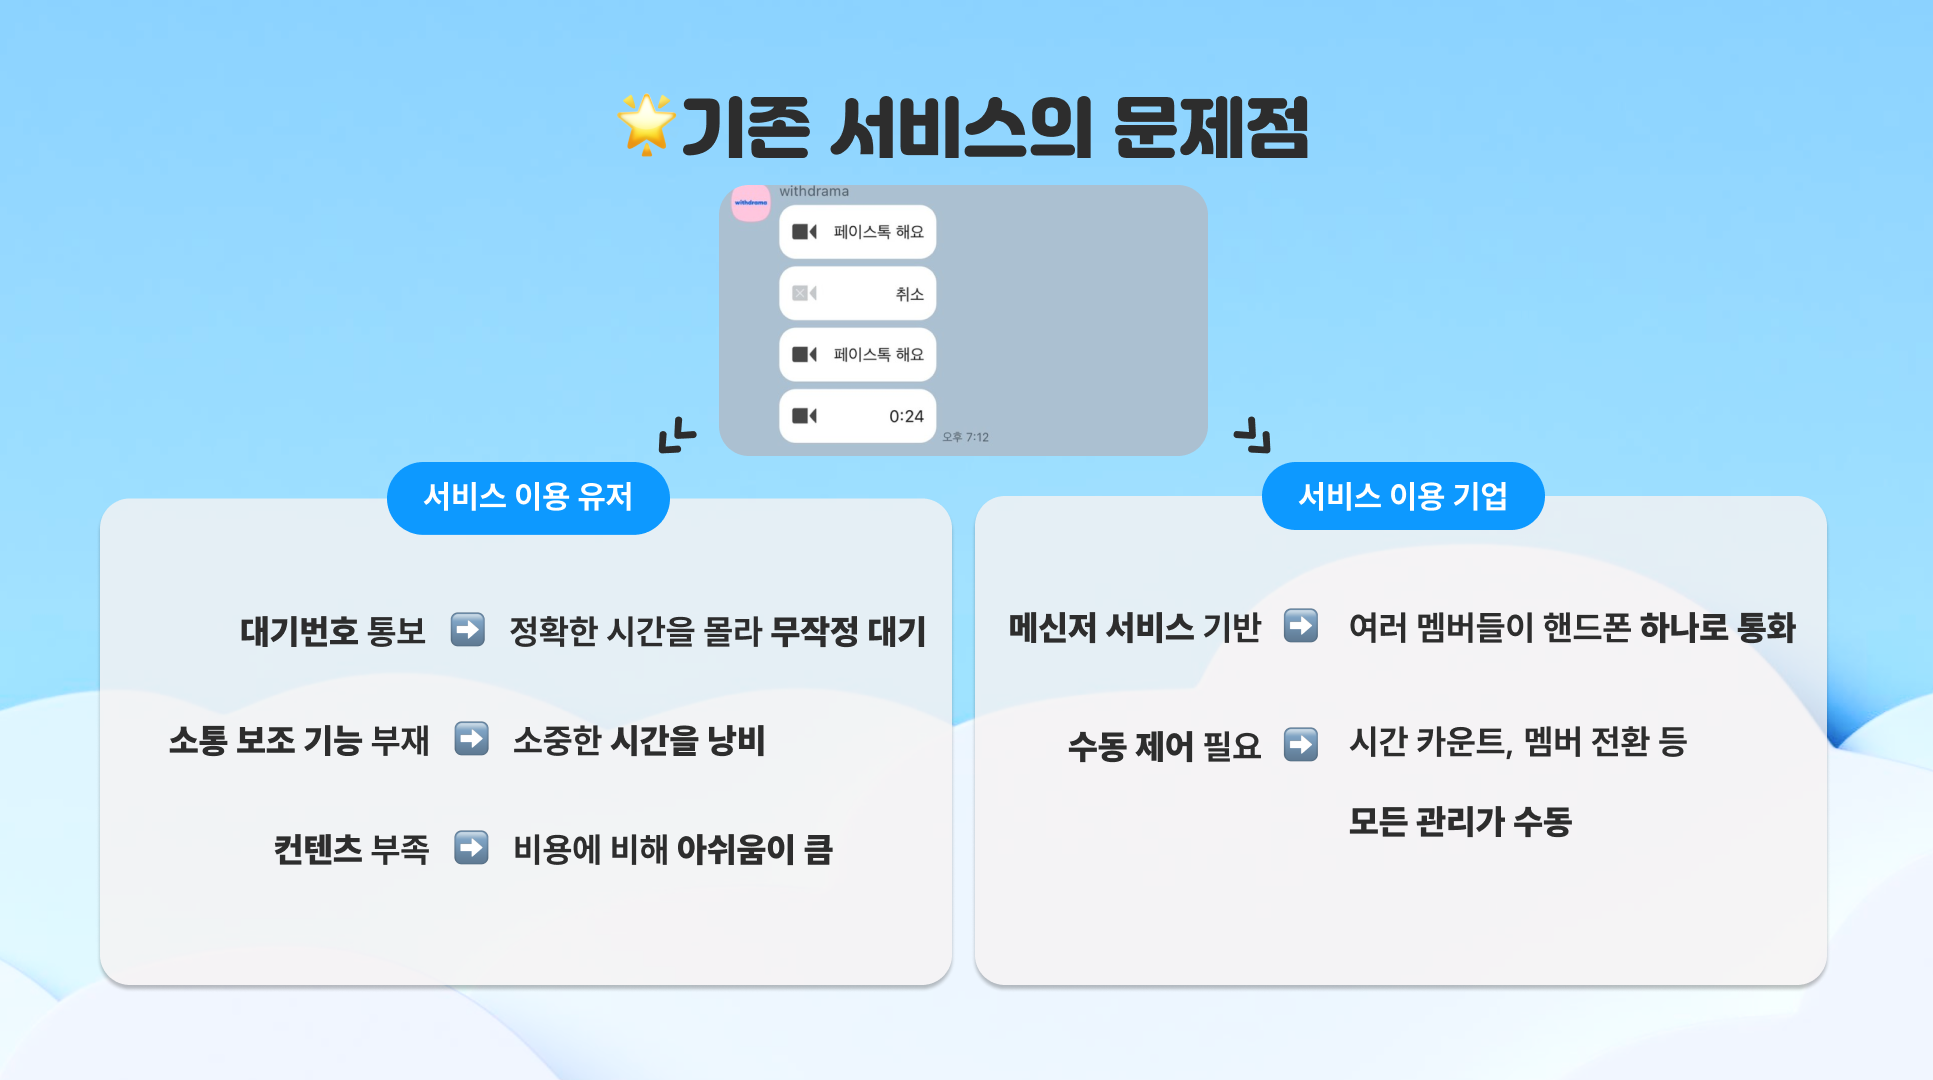 🌟기존 서비스의 문제점
withdrama
withdrama
페이스톡 해요
취소
페이스톡 해요
0:24
오후 7:12
서비스 이용 유저
대기번호 통보 ➡️ 정확한 시간을 몰라 무작정 대기
소통 보조 기능 부재 ➡️ 소중한 시간을 낭비
컨텐츠 부족 ➡️ 비용에 비해 아쉬움이 큼
서비스 이용 기업
메신저 서비스 기반 ➡️ 여러 멤버들이 핸드폰 하나로 통화
수동 제어 필요 ➡️ 시간 카운트, 멤버 전환 등
모든 관리가 수동